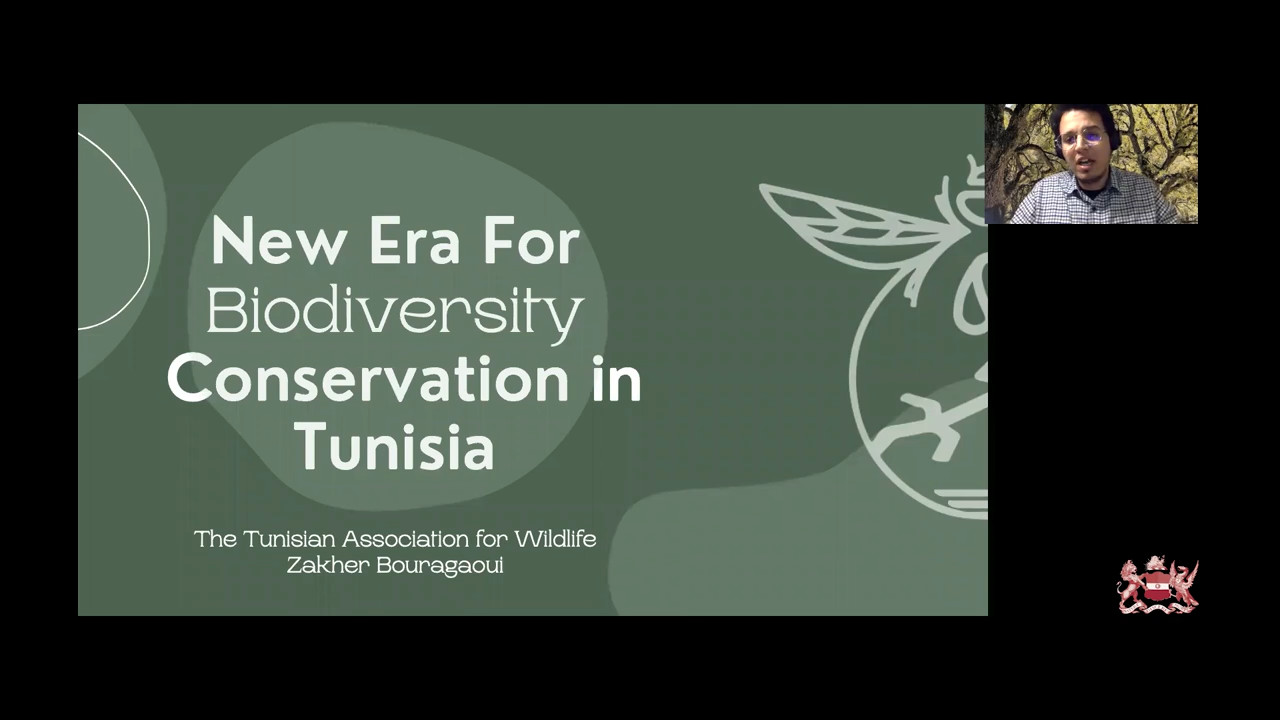 New Era For
Biodiversity
Conservation in
Tunisia
The Tunisian Association for Wildlife
Zakher Bouragaoui